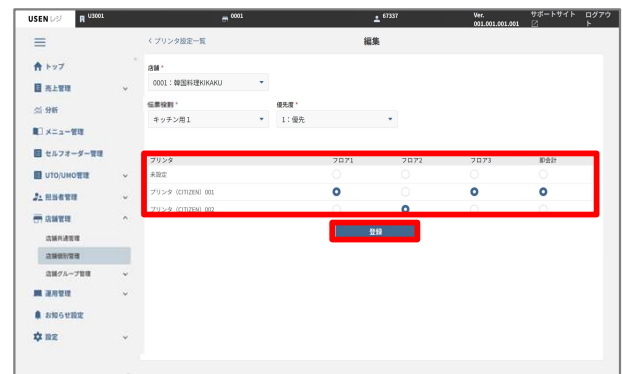 USEN レジ
U3001
0001
67337
Ver.
001.001.001.001
サポートサイト
ログアウト
トップ
売上管理
分析
メニュー管理
セルフオーダー管理
UTO/UMO管理
担当者管理
店舗管理
店舗共通管理
店舗個別管理
店舗グループ管理
運用管理
お知らせ設定
設定
< プリンタ設定一覧
編集
店舗 *
0001：韓国料理KIKAKU
伝票役割 *
優先度 *
キッチン用1
1：優先
プリンタ フロア1 フロア2 フロア3 即会計
未設定
プリンタ（CITIZEN）001
プリンタ（CITIZEN）002
登録